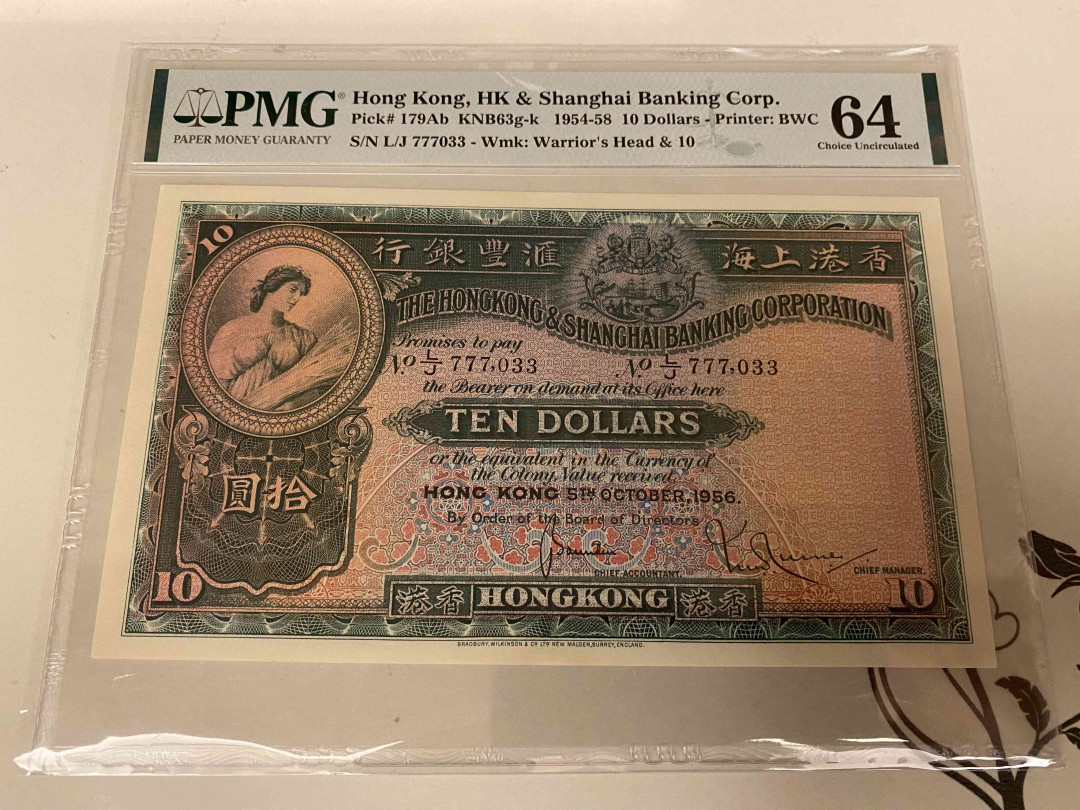 PMG®
PAPER MONEY GUARANTY
Hong Kong, HK & Shanghai Banking Corp.
Pick# 179Ab KNB63g-k 1954-58 10 Dollars - Printer: BWC
S/N L/J 777033 - Wmk: Warrior's Head & 10
64
Choice Uncirculated
10
行銀豐滙 海上港香
THE HONGKONG & SHANGHAI BANKING CORPORATION
Promises to pay
No L/J 777,033 No L/J 777,033
the Bearer on demand at its Office here
TEN DOLLARS
or the equivalent in the Currency of
the Colony, Value received.
圓拾
HONG KONG 5TH OCTOBER, 1956.
By Order of the Board of Directors
CHIEF ACCOUNTANT.
CHIEF MANAGER.
10 港香 HONGKONG 港香 10
BRADBURY, WILKINSON & Co LTD NEW MALDEN, SURREY, ENGLAND.